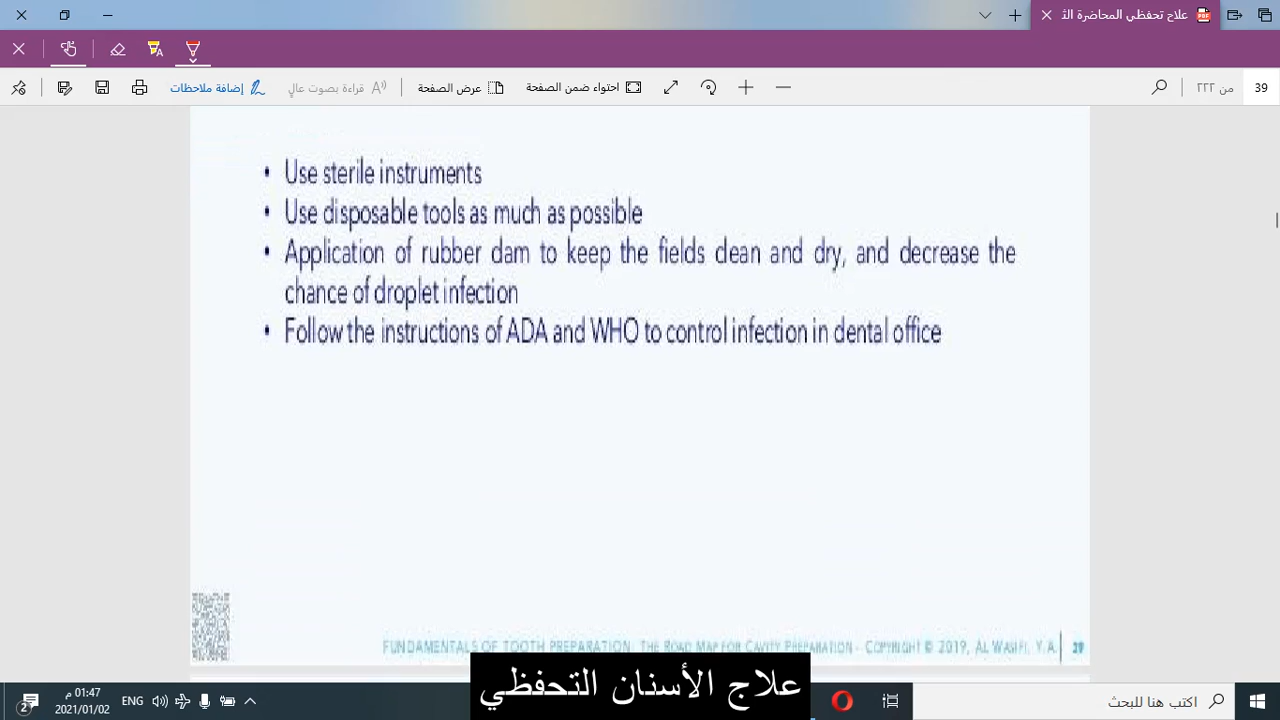 علاج تحفظي المحاضرة الث
إضافة ملاحظات
قراءة بصوت عالٍ
عرض الصفحة
احتواء ضمن الصفحة
من ٢٢٢
39
• Use sterile instruments
• Use disposable tools as much as possible
• Application of rubber dam to keep the fields clean and dry, and decrease the
chance of droplet infection
• Follow the instructions of ADA and WHO to control infection in dental office
FUNDAMENTALS OF TOOTH PREPARATION: THE ROAD MAP FOR CAVITY PREPARATION - COPYRIGHT © 2019, AL WASIFI, Y. A. 39
علاج الأسنان التحفظي
01:47 م
2021/01/02
ENG
اكتب هنا للبحث